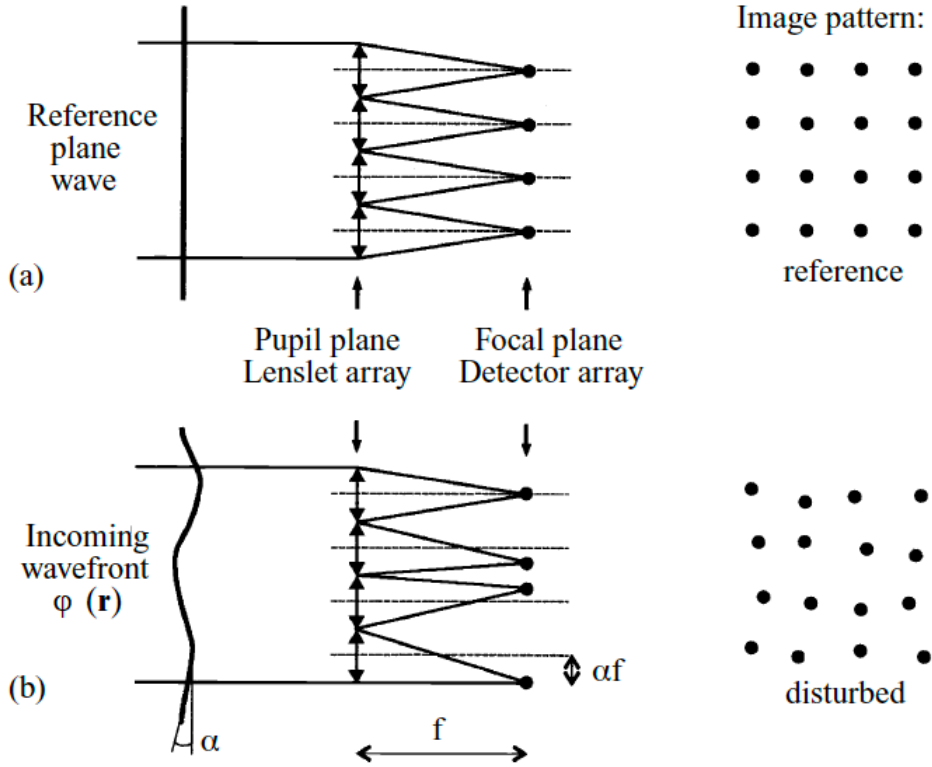 Image pattern:
Reference
plane
wave
reference
(a)
Pupil plane
Lenslet array
Focal plane
Detector array
Incoming
wavefront
φ (r)
αf
(b)
disturbed
f
α